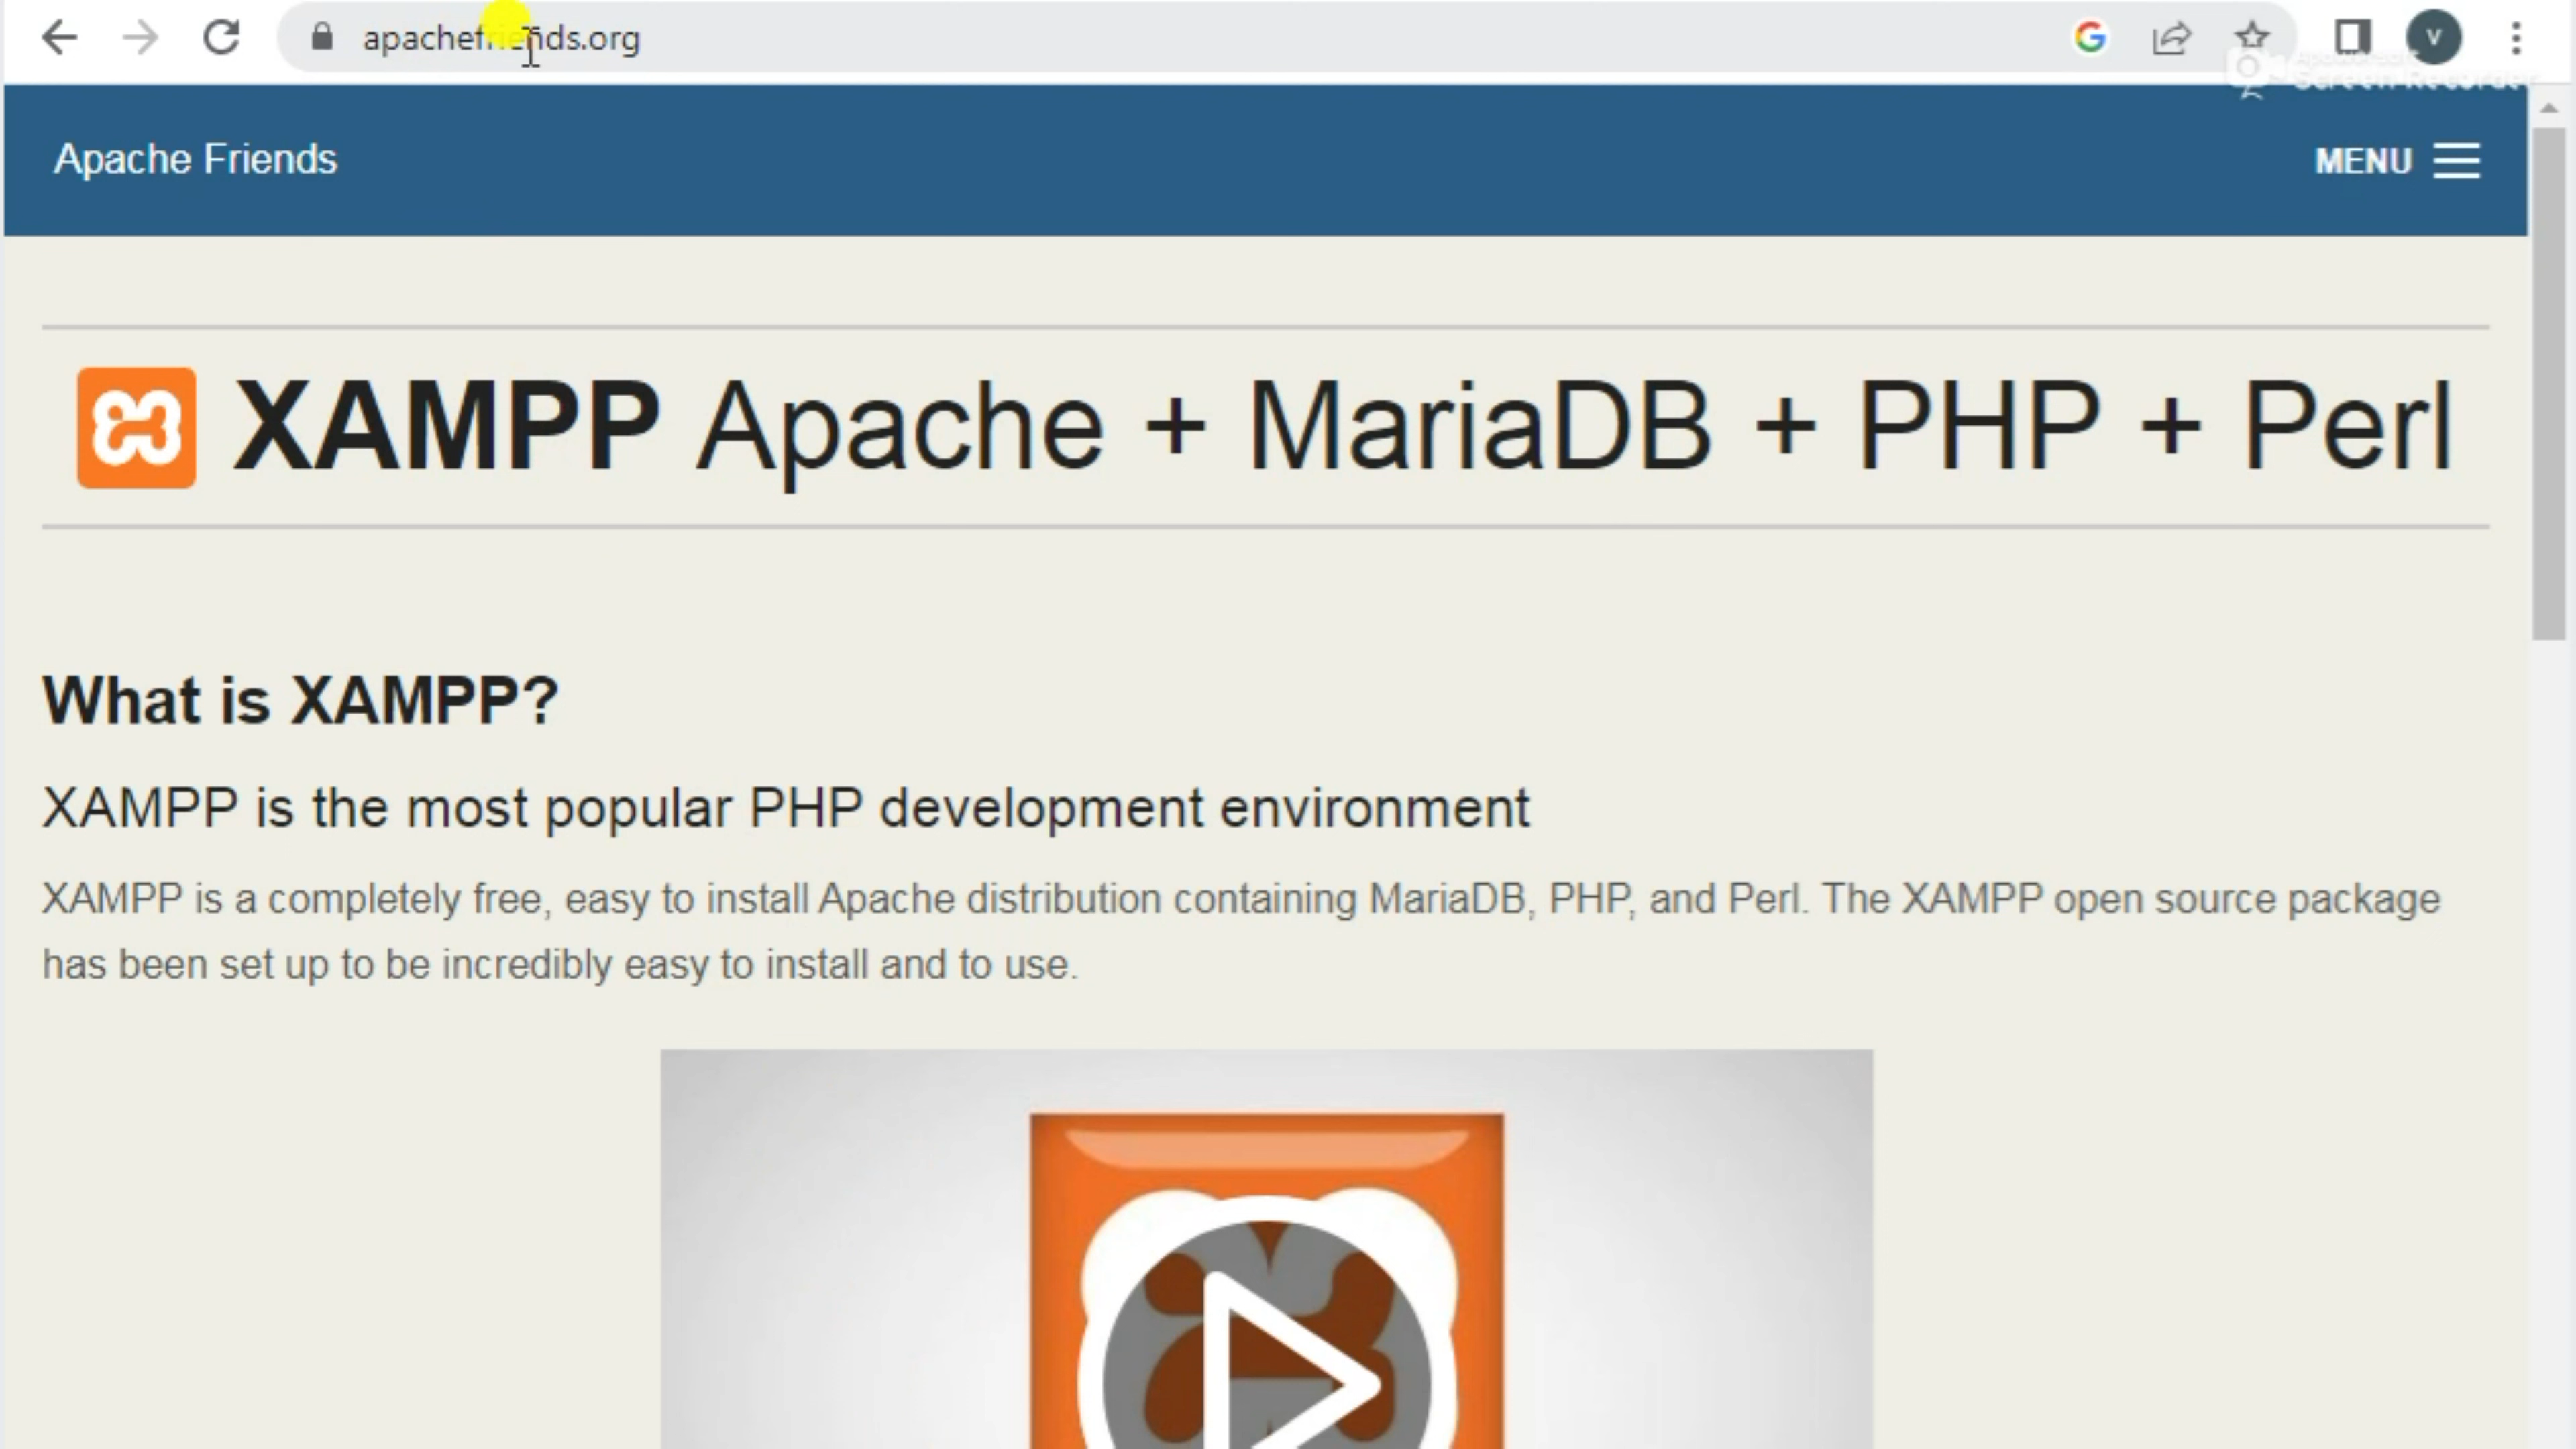 apachefriends.org
V
Screen Recorder
Apache Friends
MENU
XAMPP Apache + MariaDB + PHP + Perl
What is XAMPP?
XAMPP is the most popular PHP development environment
XAMPP is a completely free, easy to install Apache distribution containing MariaDB, PHP, and Perl. The XAMPP open source package
has been set up to be incredibly easy to install and to use.